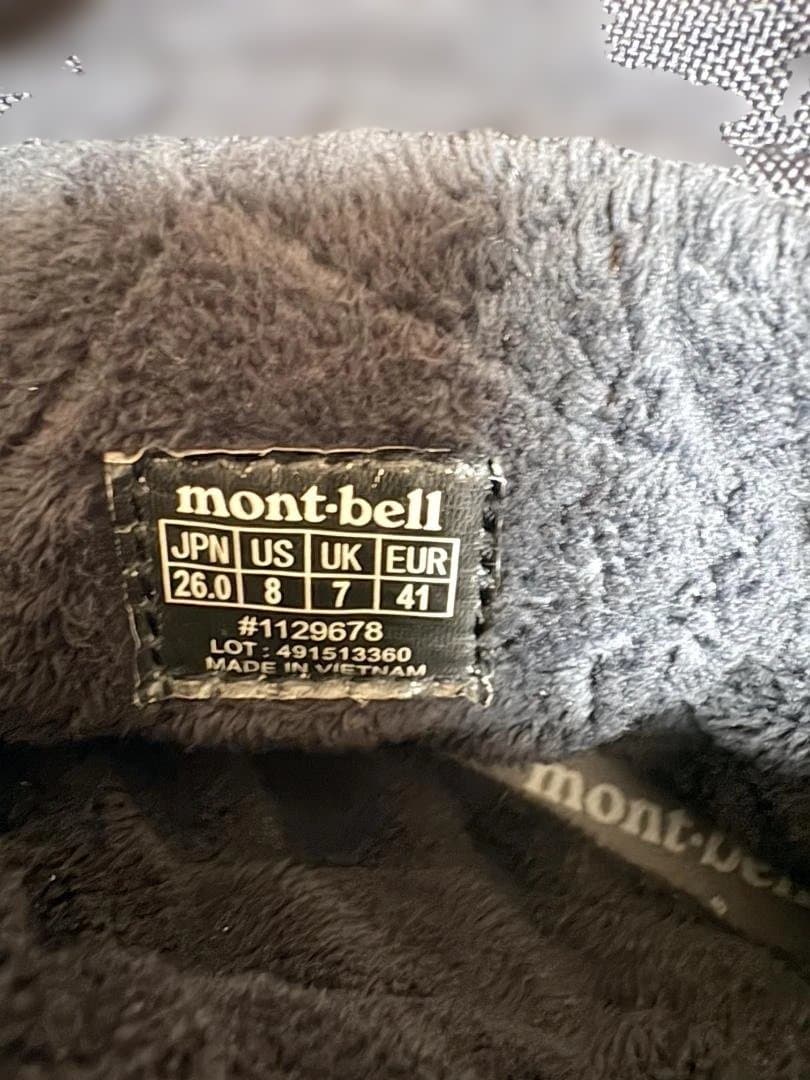 mont-bell
JPN US UK EUR
26.0 8 7 41
#1129678
LOT : 491513360
MADE IN VIETNAM
mont-bell